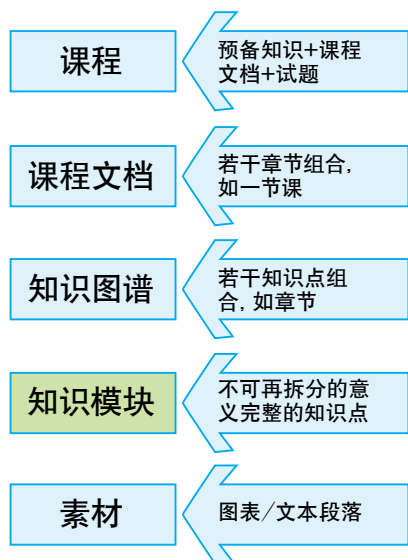 课程
预备知识+课程
文档+试题
课程文档
若干章节组合,
如一节课
知识图谱
若干知识点组
合, 如章节
知识模块
不可再拆分的意
义完整的知识点
素材
图表/文本段落